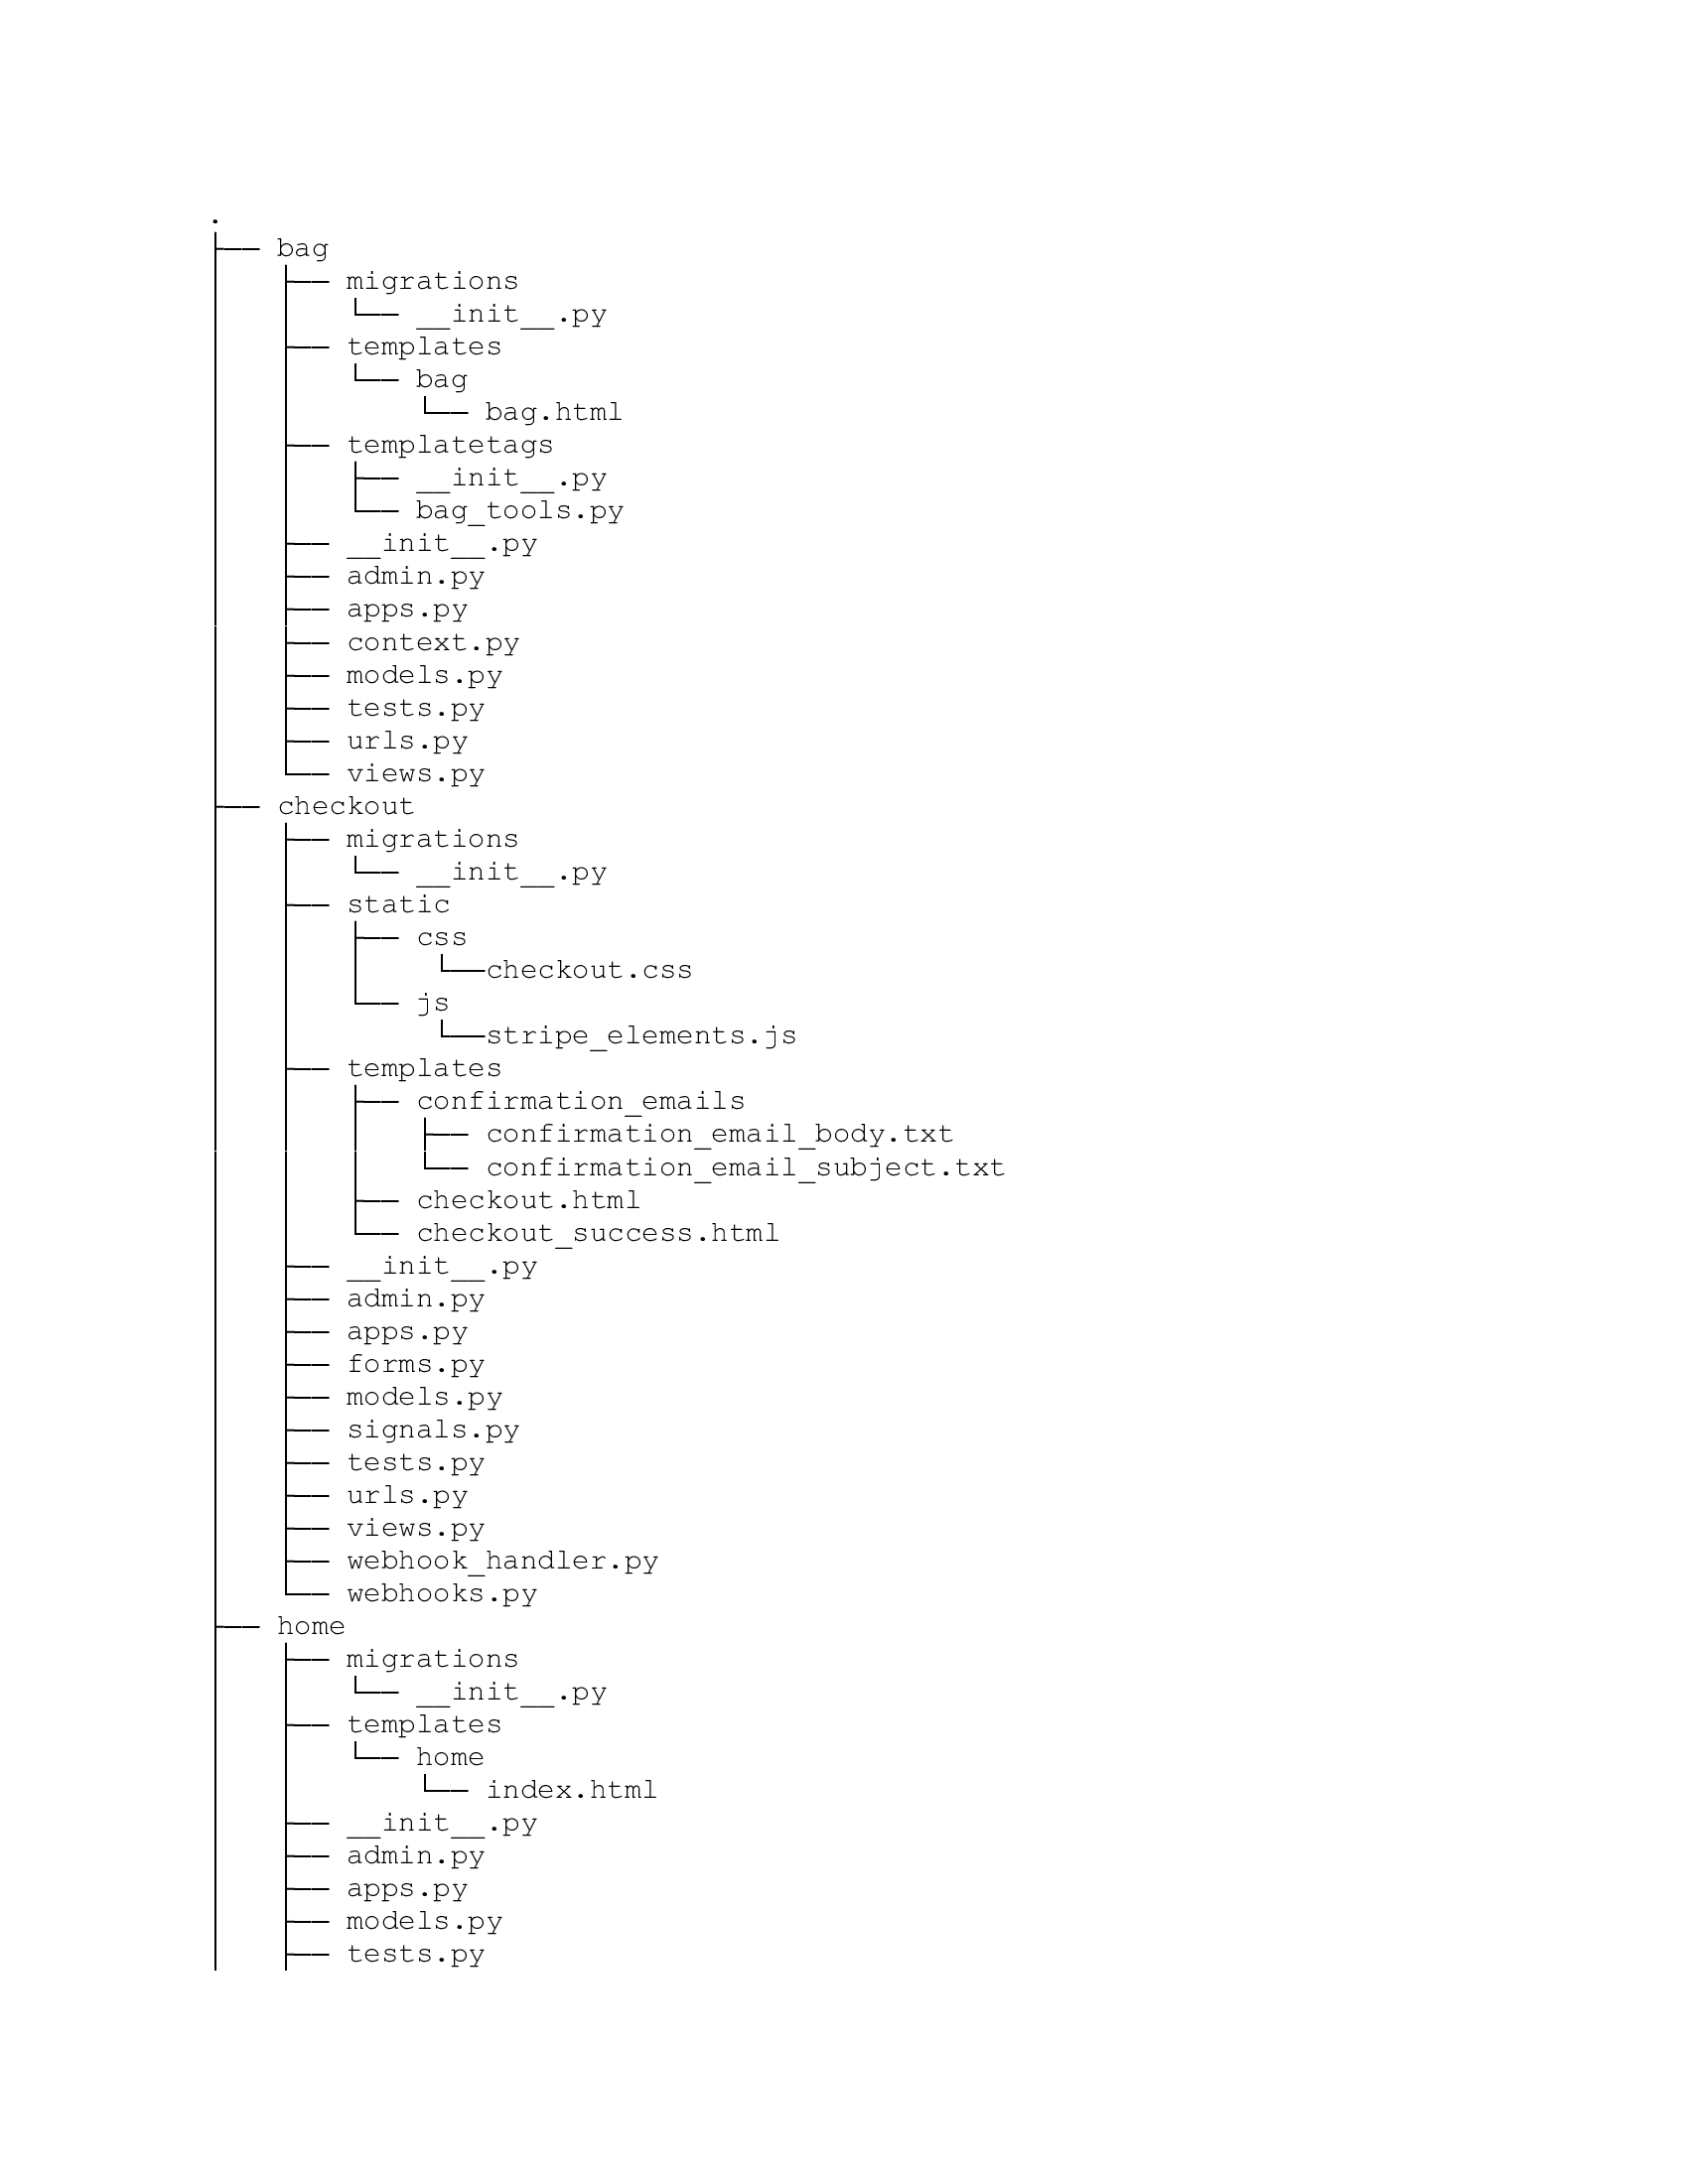 .
├── bag
│   ├── migrations
│   │   └── __init__.py
│   ├── templates
│   │   └── bag
│   │       └── bag.html
│   ├── templatetags
│   │   ├── __init__.py
│   │   └── bag_tools.py
│   ├── __init__.py
│   ├── admin.py
│   ├── apps.py
│   ├── context.py
│   ├── models.py
│   ├── tests.py
│   ├── urls.py
│   └── views.py
├── checkout
│   ├── migrations
│   │   └── __init__.py
│   ├── static
│   │   ├── css
│   │   │    └──checkout.css
│   │   └── js
│   │        └──stripe_elements.js
│   ├── templates
│   │   ├── confirmation_emails
│   │   │   ├── confirmation_email_body.txt
│   │   │   └── confirmation_email_subject.txt
│   │   ├── checkout.html
│   │   └── checkout_success.html
│   ├── __init__.py
│   ├── admin.py
│   ├── apps.py
│   ├── forms.py
│   ├── models.py
│   ├── signals.py
│   ├── tests.py
│   ├── urls.py
│   ├── views.py
│   ├── webhook_handler.py
│   └── webhooks.py
├── home
│   ├── migrations
│   │   └── __init__.py
│   ├── templates
│   │   └── home
│   │       └── index.html
│   ├── __init__.py
│   ├── admin.py
│   ├── apps.py
│   ├── models.py
│   ├── tests.py